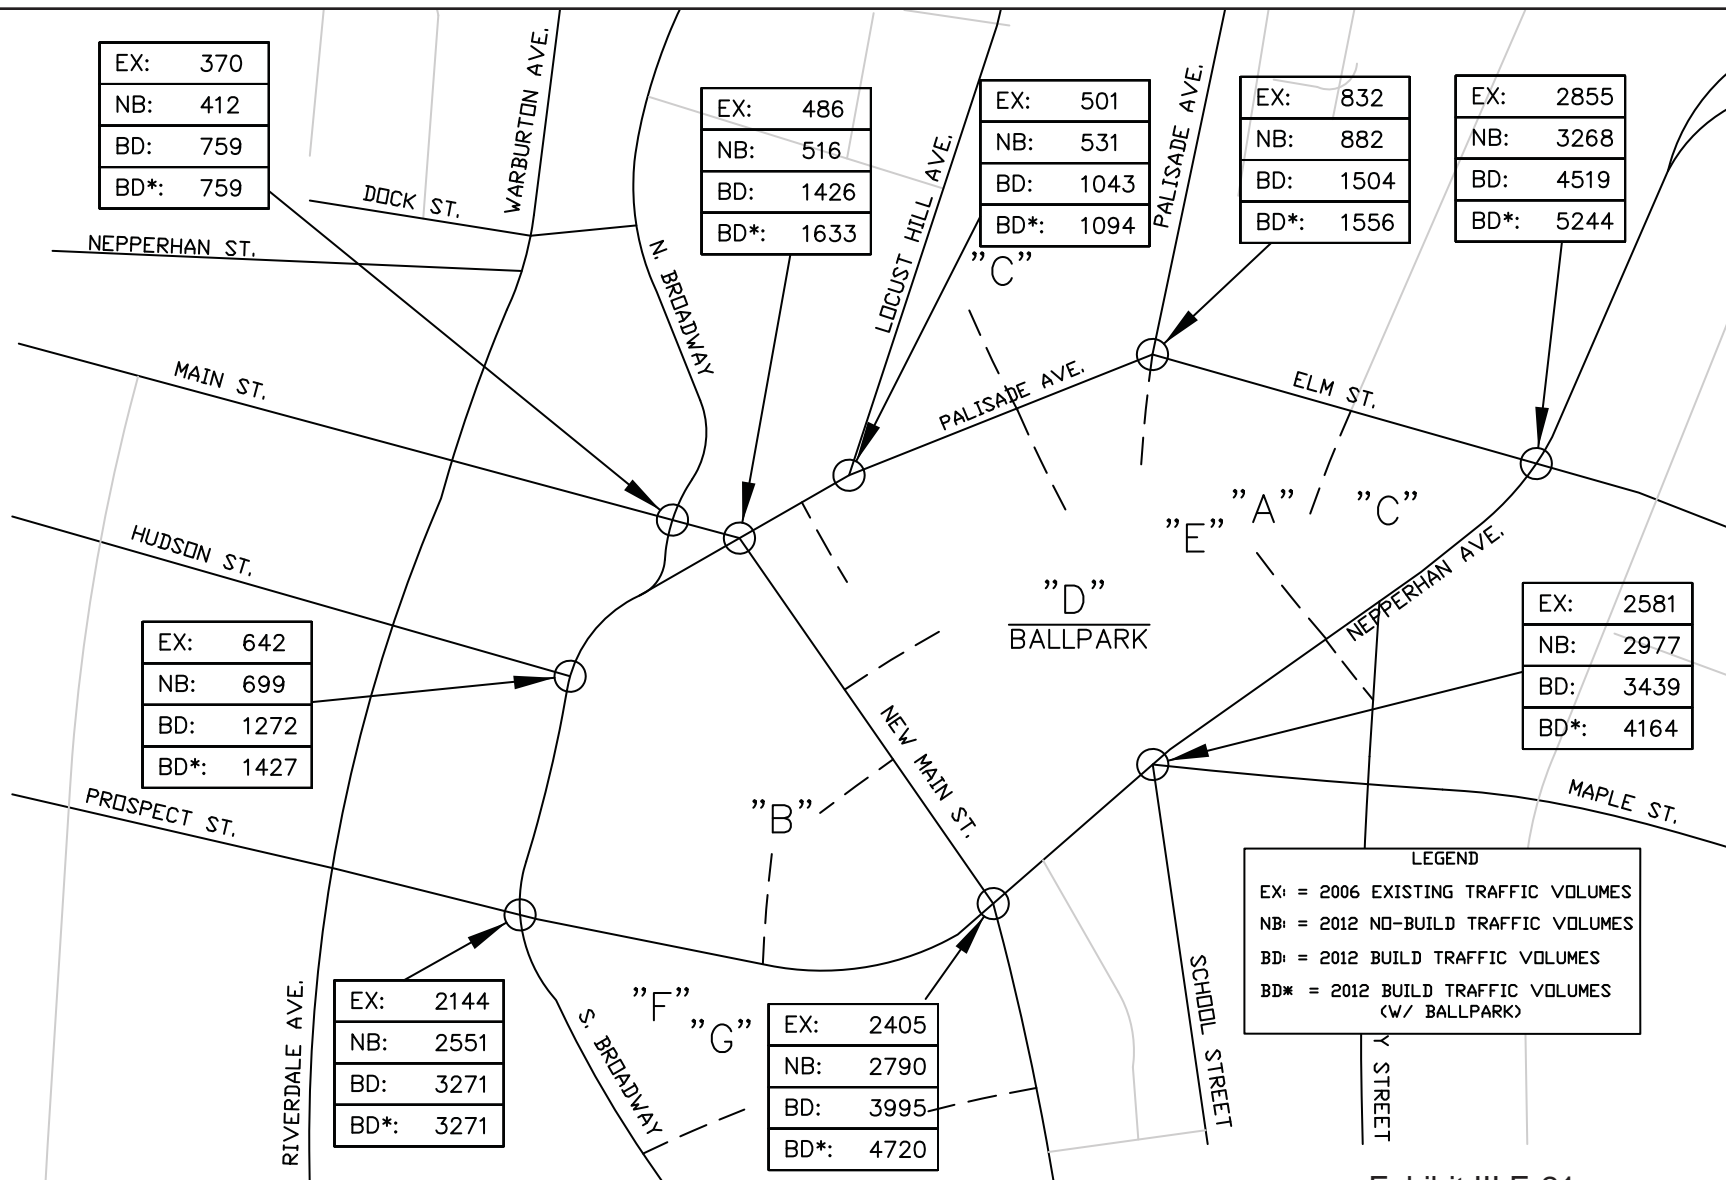 EX: 370
NB: 412
BD: 759
BD*: 759
WARBURTON AVE.
EX: 486
NB: 516
BD: 1426
BD*: 1633
EX: 501
NB: 531
BD: 1043
BD*: 1094
PALISADE AVE.
EX: 832
NB: 882
BD: 1504
BD*: 1556
EX: 2855
NB: 3268
BD: 4519
BD*: 5244
DOCK ST.
NEPPERHAN ST.
N. BROADWAY
LOCUST HILL AVE.
"C"
MAIN ST.
PALISADE AVE.
ELM ST.
HUDSON ST.
"E"
"A"
"C"
NEPPERHAN AVE.
"D"
BALLPARK
EX: 642
NB: 699
BD: 1272
BD*: 1427
EX: 2581
NB: 2977
BD: 3439
BD*: 4164
NEW MAIN ST.
PROSPECT ST.
"B"
MAPLE ST.
LEGEND
EX: = 2006 EXISTING TRAFFIC VOLUMES
NB: = 2012 NO-BUILD TRAFFIC VOLUMES
BD: = 2012 BUILD TRAFFIC VOLUMES
BD* = 2012 BUILD TRAFFIC VOLUMES
(W/ BALLPARK)
RIVERDALE AVE.
EX: 2144
NB: 2551
BD: 3271
BD*: 3271
S. BROADWAY
"F"
"G"
EX: 2405
NB: 2790
BD: 3995
BD*: 4720
SCHOOL STREET
Y STREET